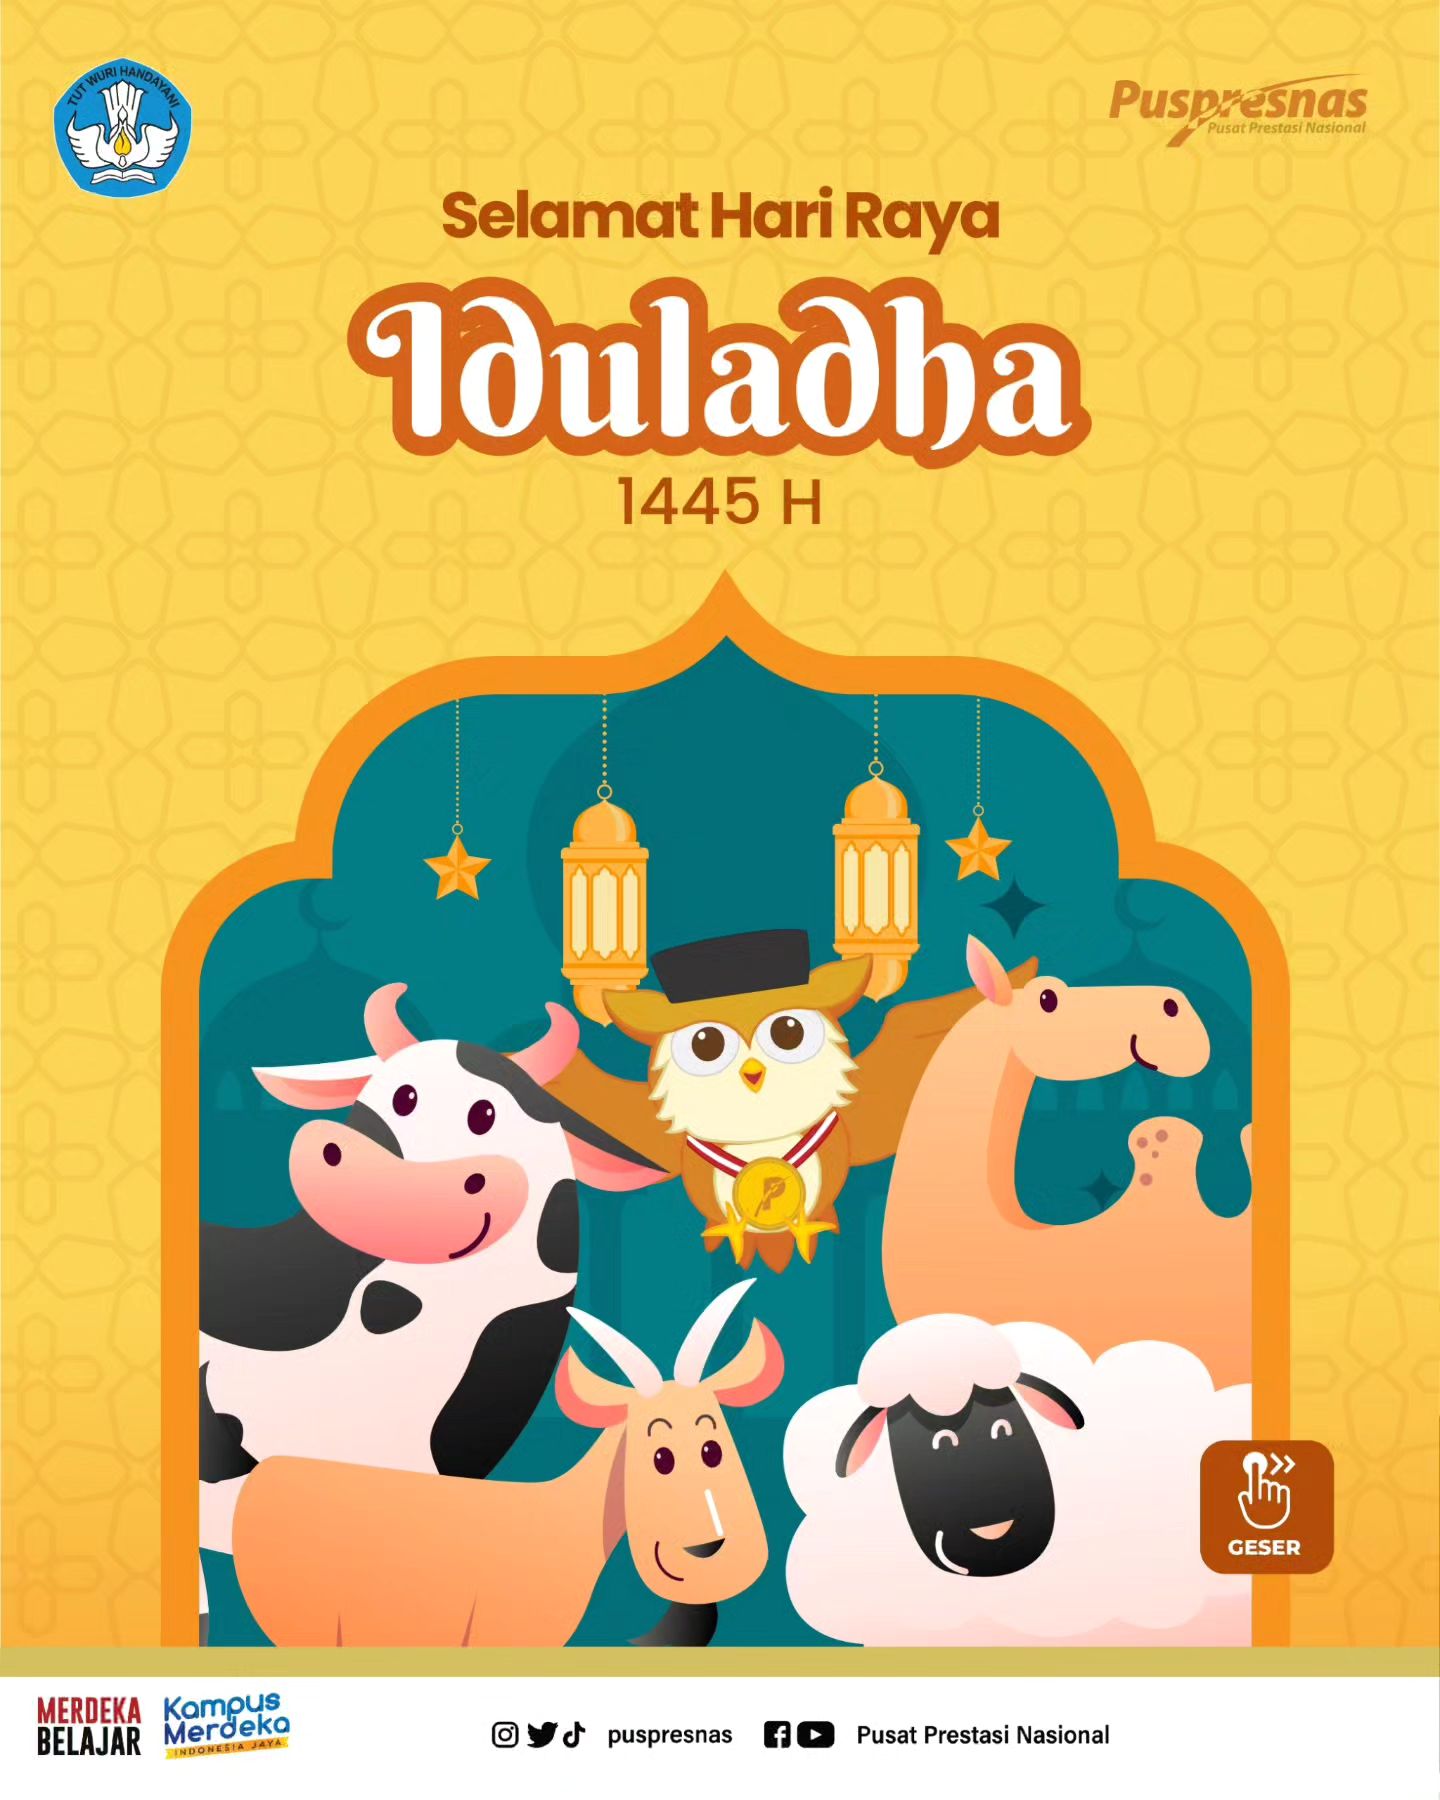 TUT WURI HANDAYANI
Puspresnas
Pusat Prestasi Nasional
Selamat Hari Raya
Iduladha
1445 H
P
GESER
MERDEKA
BELAJAR
Kampus
Merdeka
INDONESIA JAYA
puspresnas
Pusat Prestasi Nasional